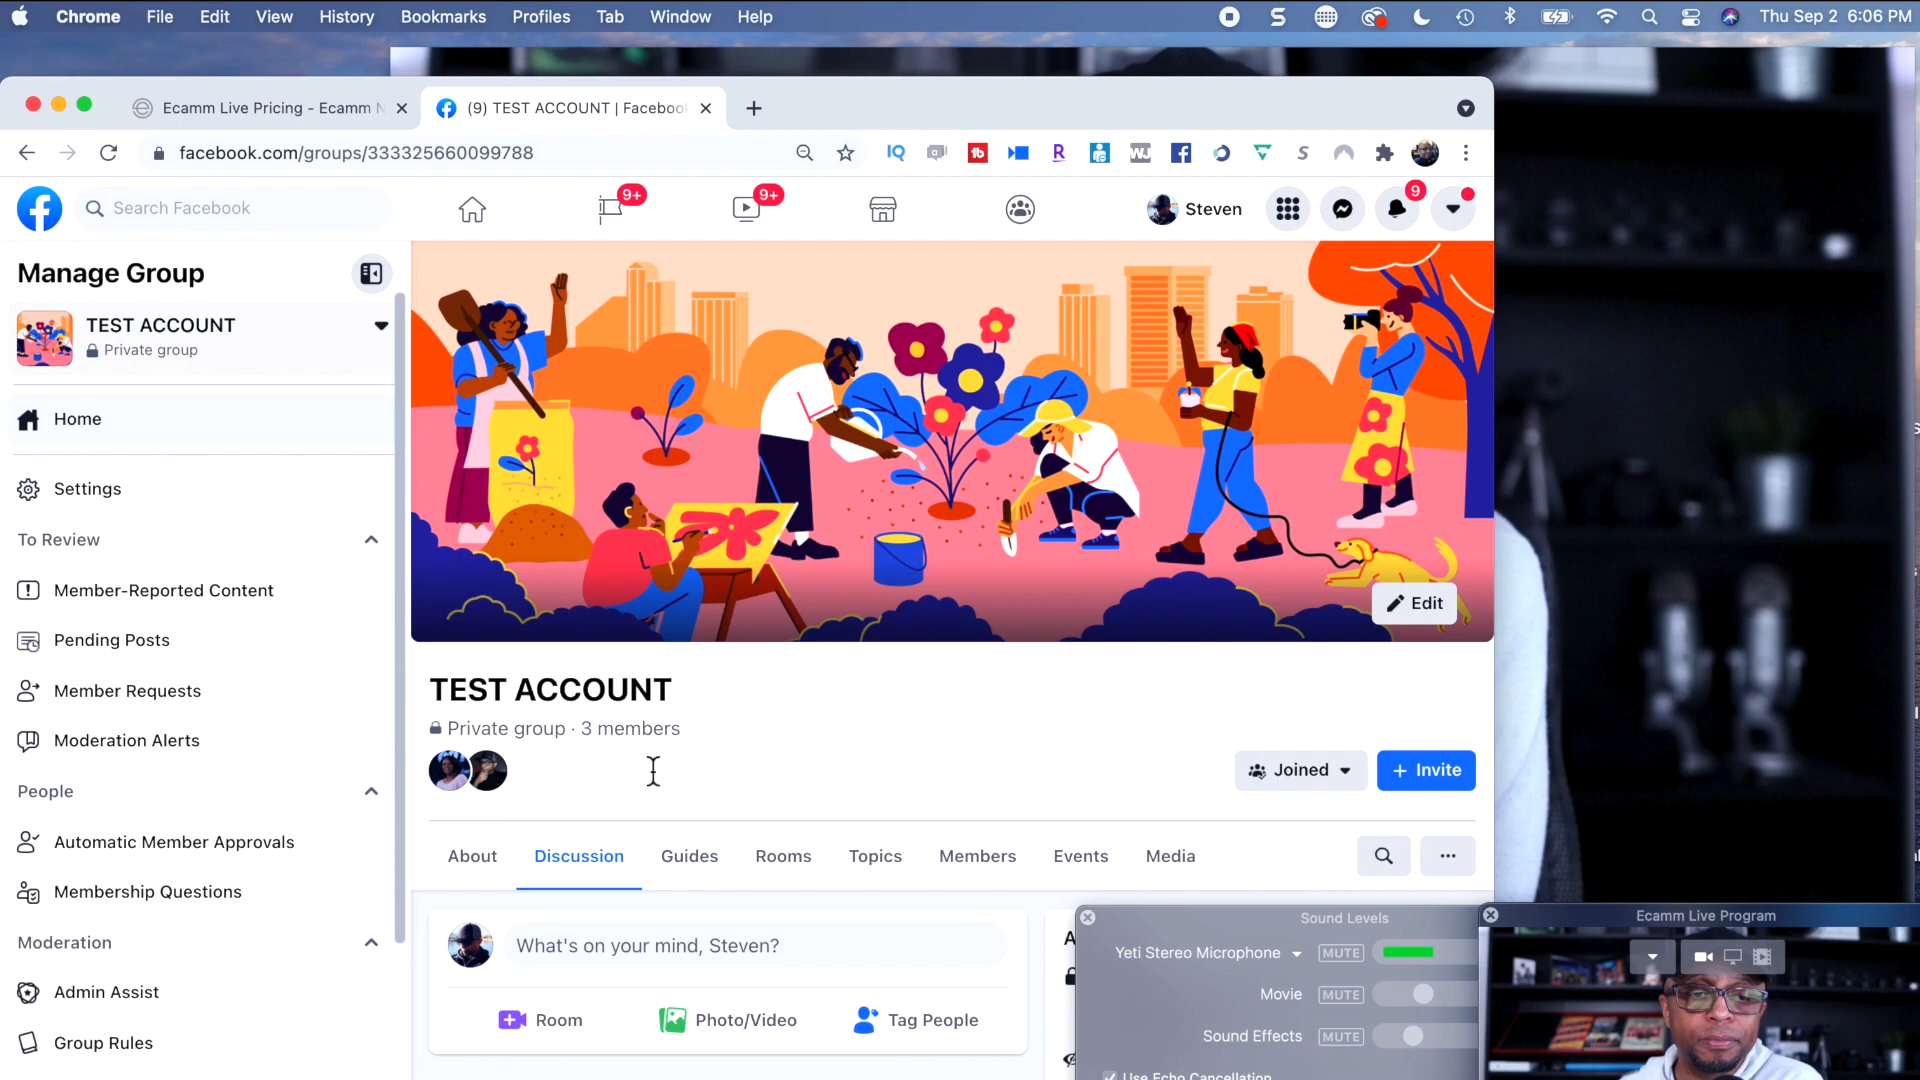 Chrome File Edit View History Bookmarks Profiles Tab Window Help
Thu Sep 2 6:06 PM
Ecamm Live Pricing - Ecamm N
(9) TEST ACCOUNT | Faceboo
facebook.com/groups/333325660099788
Search Facebook
9+
9+
Steven
9
Manage Group
TEST ACCOUNT
Private group
Home
Settings
To Review
Member-Reported Content
Pending Posts
Member Requests
Moderation Alerts
People
Automatic Member Approvals
Membership Questions
Moderation
Admin Assist
Group Rules
Edit
TEST ACCOUNT
Private group · 3 members
Joined
+ Invite
About Discussion Guides Rooms Topics Members Events Media
What's on your mind, Steven?
Room Photo/Video Tag People
Sound Levels
Yeti Stereo Microphone MUTE
Movie MUTE
Sound Effects MUTE
Use Echo Cancellation
Ecamm Live Program